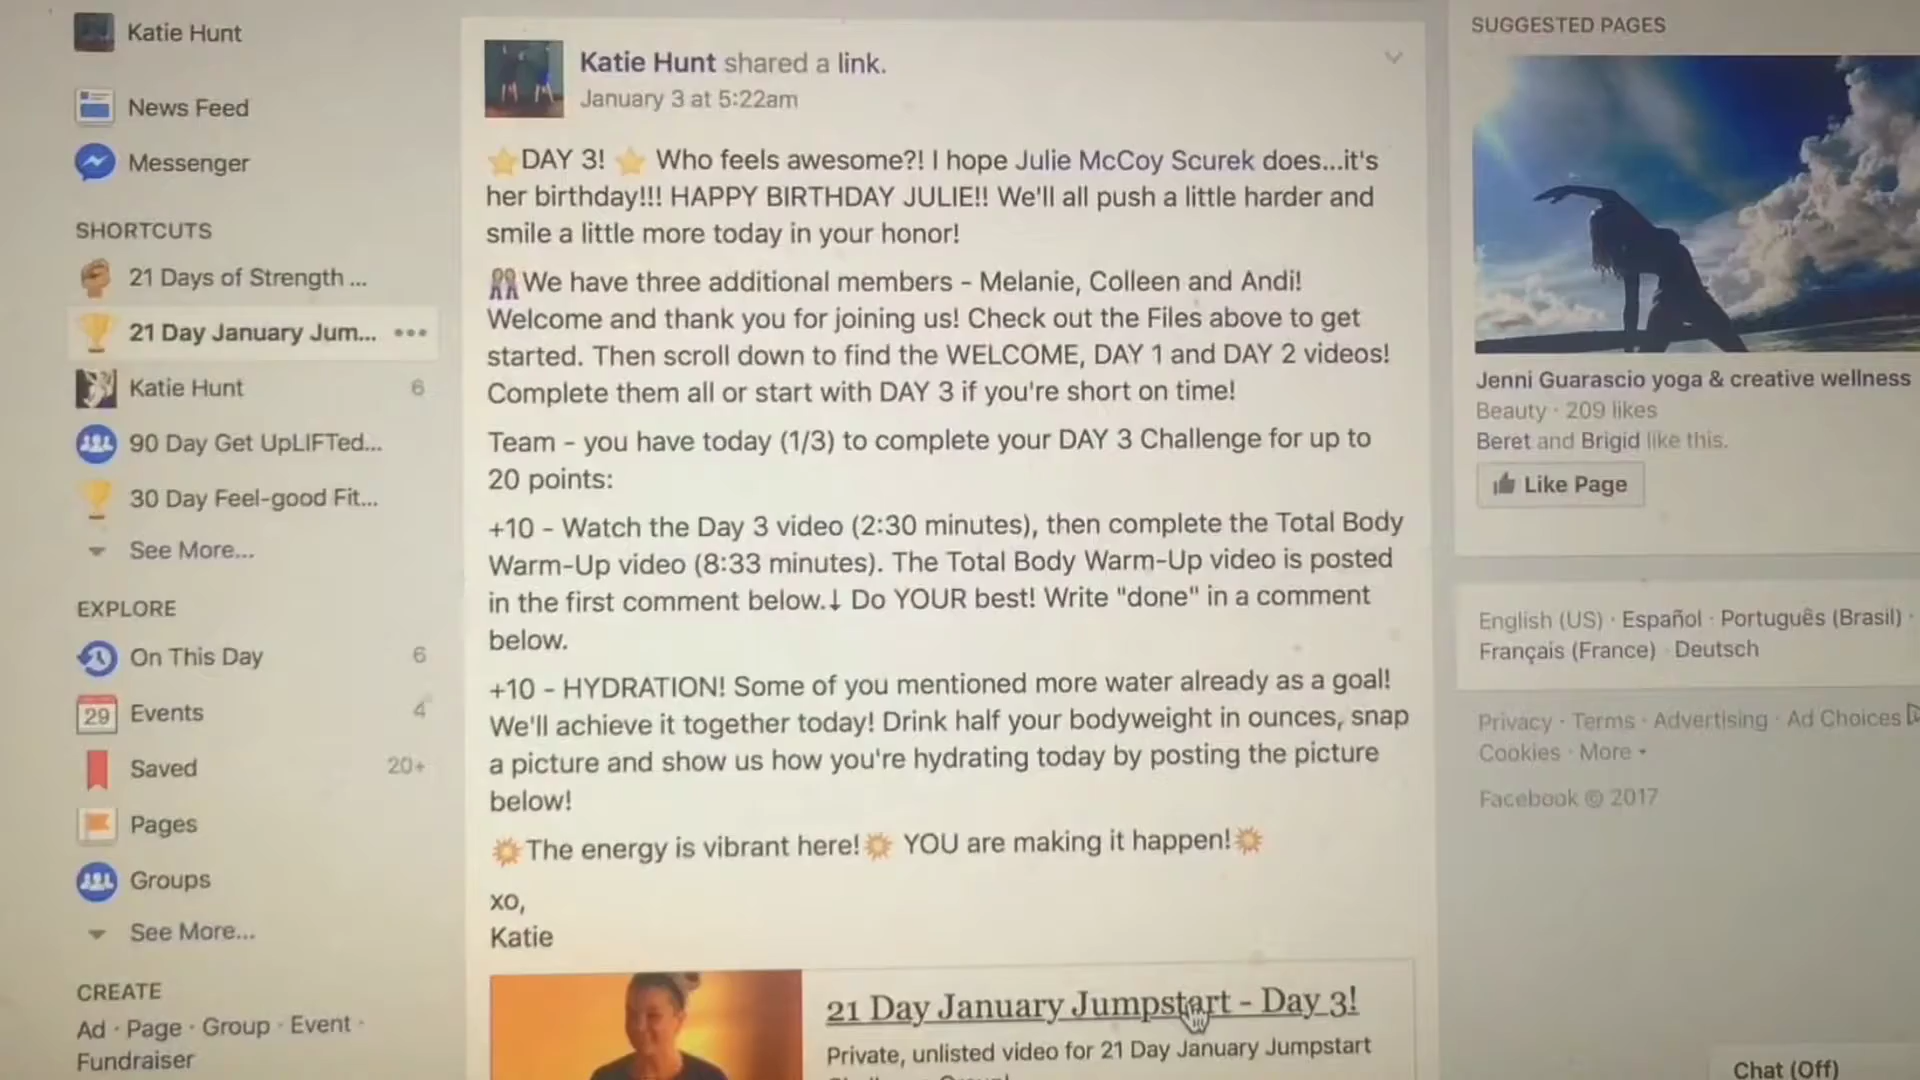 Katie Hunt
News Feed
Messenger
SHORTCUTS
21 Days of Strength ...
21 Day January Jum...
Katie Hunt 6
90 Day Get UpLIFTed...
30 Day Feel-good Fit...
See More...
EXPLORE
On This Day 6
Events 4
29
Saved 20+
Pages
Groups
See More...
CREATE
Ad · Page · Group · Event ·
Fundraiser
Katie Hunt shared a link.
January 3 at 5:22am
⭐DAY 3! ⭐ Who feels awesome?! I hope Julie McCoy Scurek does...it's
her birthday!!! HAPPY BIRTHDAY JULIE!! We'll all push a little harder and
smile a little more today in your honor!
We have three additional members - Melanie, Colleen and Andi!
Welcome and thank you for joining us! Check out the Files above to get
started. Then scroll down to find the WELCOME, DAY 1 and DAY 2 videos!
Complete them all or start with DAY 3 if you're short on time!
Team - you have today (1/3) to complete your DAY 3 Challenge for up to
20 points:
+10 - Watch the Day 3 video (2:30 minutes), then complete the Total Body
Warm-Up video (8:33 minutes). The Total Body Warm-Up video is posted
in the first comment below.↓ Do YOUR best! Write "done" in a comment
below.
+10 - HYDRATION! Some of you mentioned more water already as a goal!
We'll achieve it together today! Drink half your bodyweight in ounces, snap
a picture and show us how you're hydrating today by posting the picture
below!
💥The energy is vibrant here!💥 YOU are making it happen!💥
xo,
Katie
21 Day January Jumpstart - Day 3!
Private, unlisted video for 21 Day January Jumpstart
SUGGESTED PAGES
Jenni Guarascio yoga & creative wellness
Beauty · 209 likes
Beret and Brigid like this.
Like Page
English (US) · Español · Português (Brasil) ·
Français (France) · Deutsch
Privacy · Terms · Advertising · Ad Choices
Cookies · More
Facebook © 2017
Chat (Off)